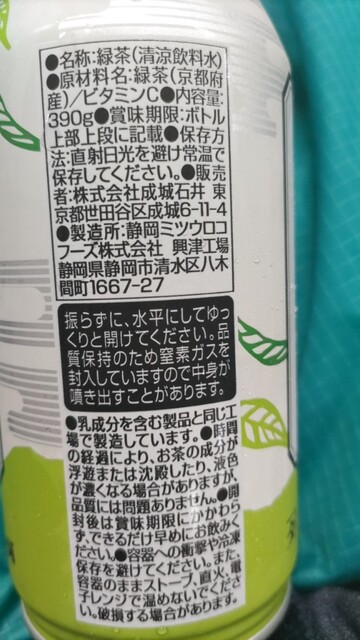 ●名称:緑茶(清涼飲料水)
●原材料名:緑茶(京都府
産)/ビタミンC●内容量:
390g●賞味期限:ボトル
上部上段に記載●保存方
法:直射日光を避け常温で
保存してください。●販売
者:株式会社成城石井 東
京都世田谷区成城6-11-4
●製造所:静岡ミツウロコ
フーズ株式会社 興津工場
静岡県静岡市清水区八木
間町1667-27
振らずに、水平にしてゆっ
くりと開けてください。品
質保持のため窒素ガスを
封入していますので中身が
噴き出すことがあります。
●乳成分を含む製品と同じ工
場で製造しています。●時間
の経過により、お茶の成分が
浮遊または沈殿したり、液色
が濃くなる場合がありますが、
品質には問題ありません。●開
封後は賞味期限にかかわら
ず、できるだけ早めにお飲みく
ださい。●容器への衝撃や冷凍
保存を避けてください。また、
容器のままストーブ、直火、電
子レンジで温めないでくださ
い。破損する場合があります。